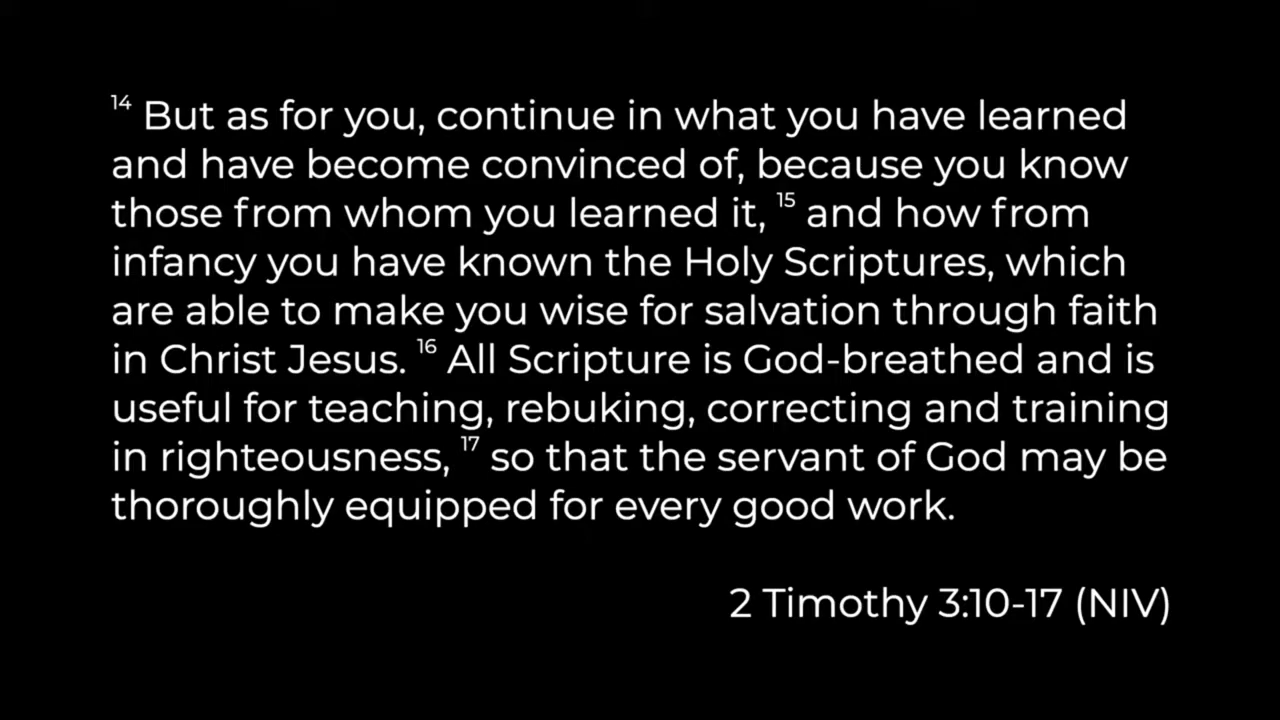 14 But as for you, continue in what you have learned
and have become convinced of, because you know
those from whom you learned it, 15 and how from
infancy you have known the Holy Scriptures, which
are able to make you wise for salvation through faith
in Christ Jesus. 16 All Scripture is God-breathed and is
useful for teaching, rebuking, correcting and training
in righteousness, 17 so that the servant of God may be
thoroughly equipped for every good work.
2 Timothy 3:10-17 (NIV)